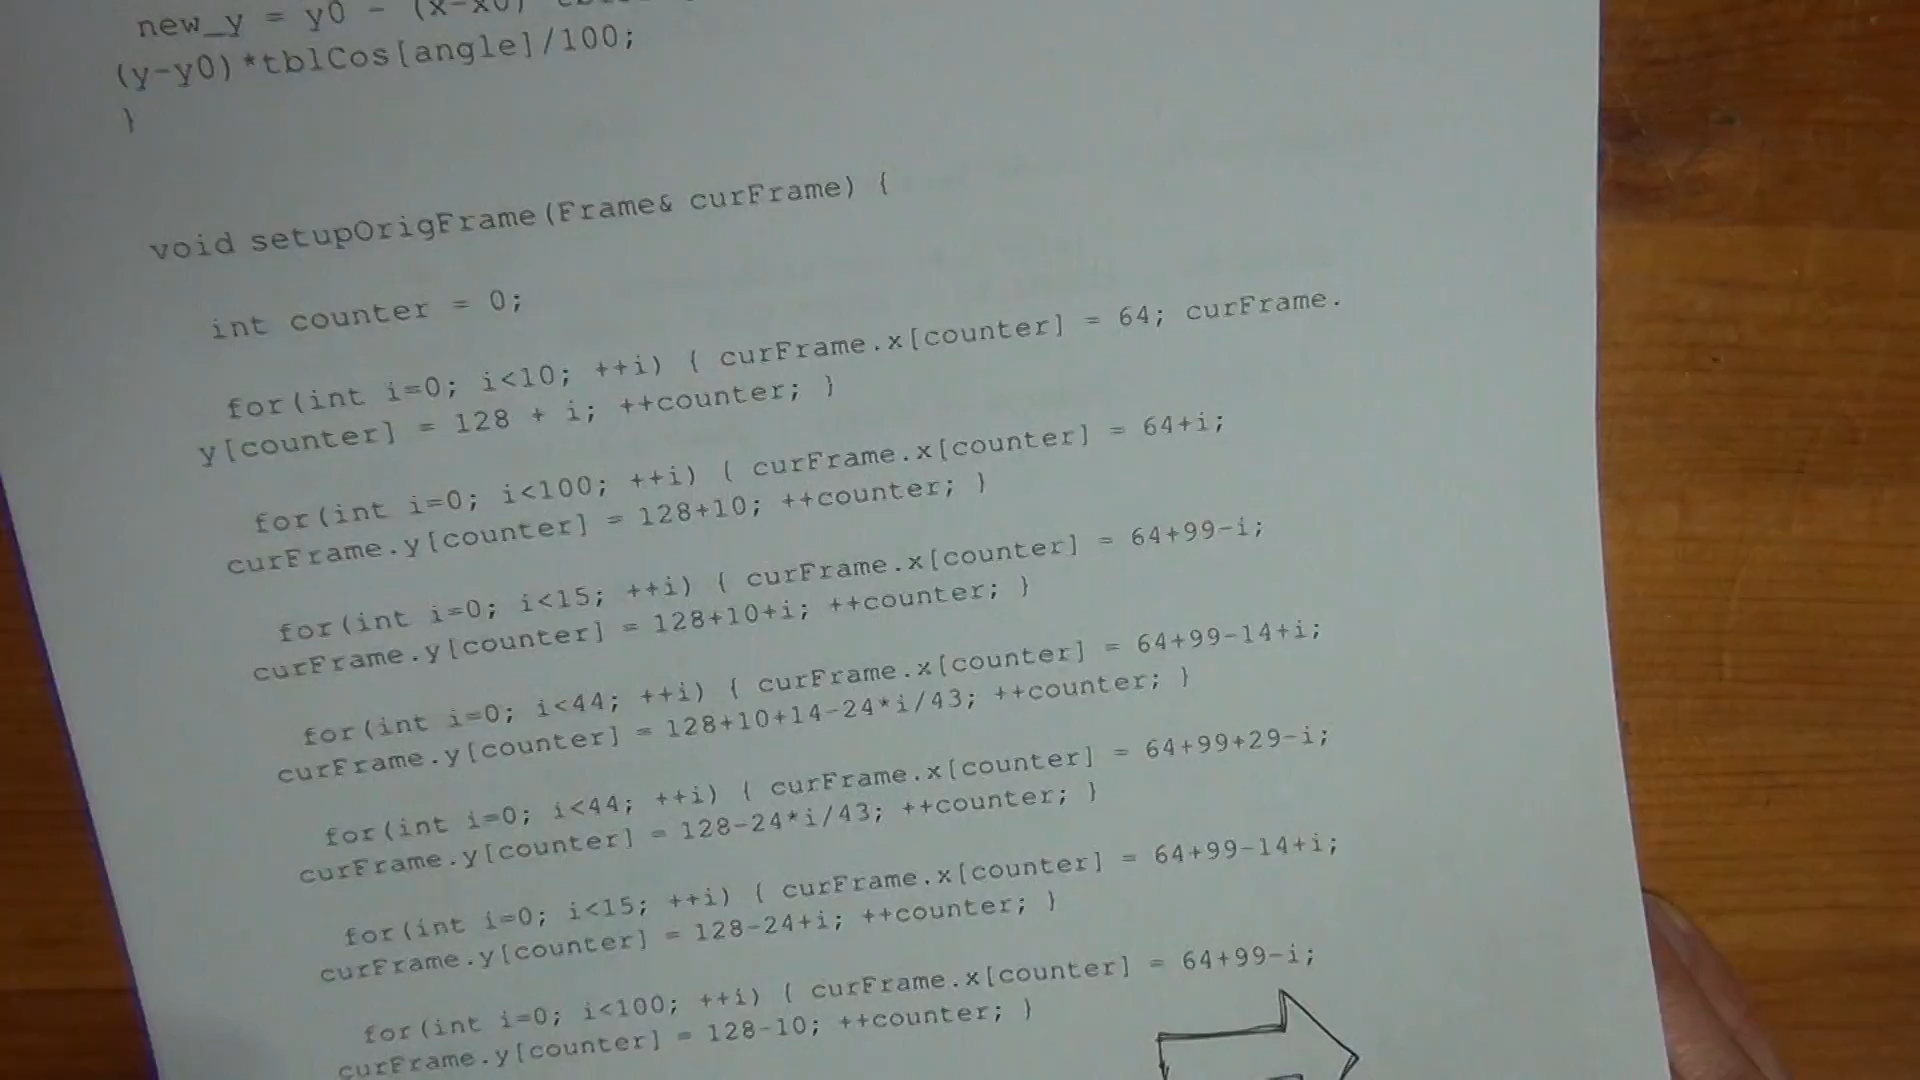 new_y = y0 - (x-x0)
(y-y0)*tblCos[angle]/100;
}
void setupOrigFrame(Frame& curFrame) {
int counter = 0;
for(int i=0; i<10; ++i) { curFrame.x[counter] = 64; curFrame.
y[counter] = 128 + i; ++counter; }
for(int i=0; i<100; ++i) { curFrame.x[counter] = 64+i;
curFrame.y[counter] = 128+10; ++counter; }
for(int i=0; i<15; ++i) { curFrame.x[counter] = 64+99-i;
curFrame.y[counter] = 128+10+i; ++counter; }
for(int i=0; i<44; ++i) { curFrame.x[counter] = 64+99-14+i;
curFrame.y[counter] = 128+10+14-24*i/43; ++counter; }
for(int i=0; i<44; ++i) { curFrame.x[counter] = 64+99+29-i;
curFrame.y[counter] = 128-24*i/43; ++counter; }
for(int i=0; i<15; ++i) { curFrame.x[counter] = 64+99-14+i;
curFrame.y[counter] = 128-24+i; ++counter; }
for(int i=0; i<100; ++i) { curFrame.x[counter] = 64+99-i;
curFrame.y[counter] = 128-10; ++counter; }